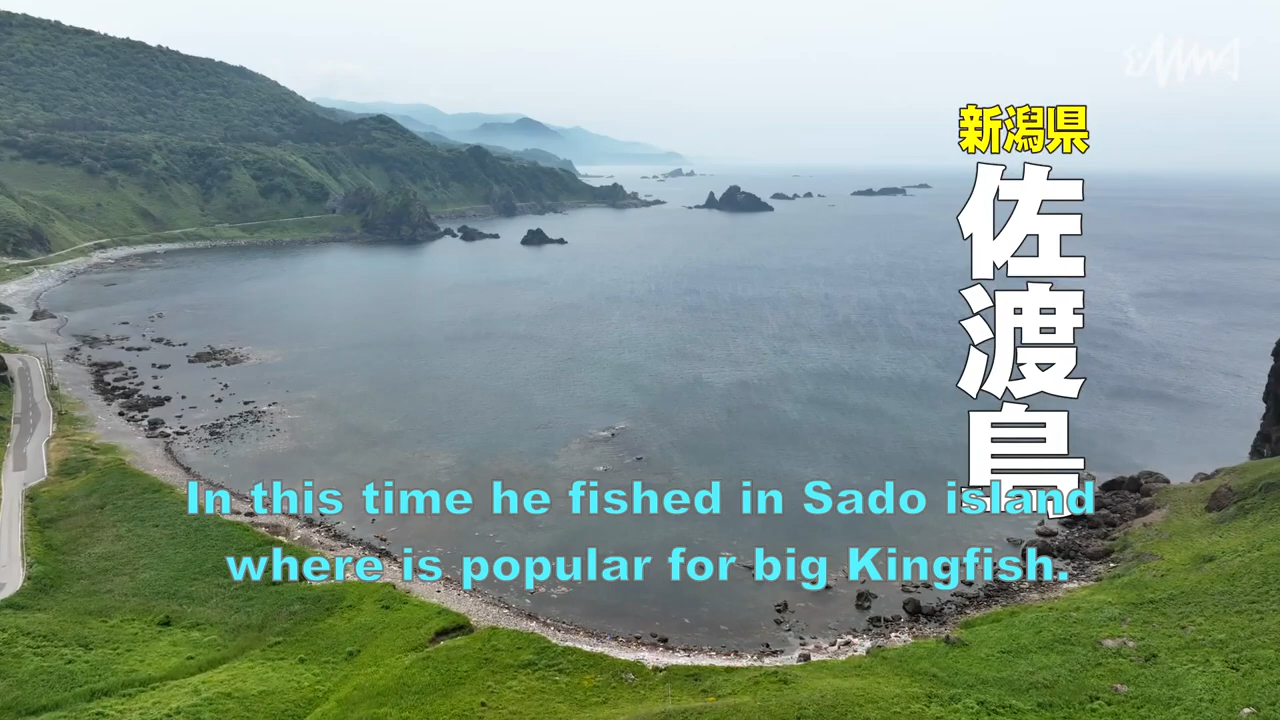 新潟県
佐渡島
In this time he fished in Sado island
where is popular for big Kingfish.